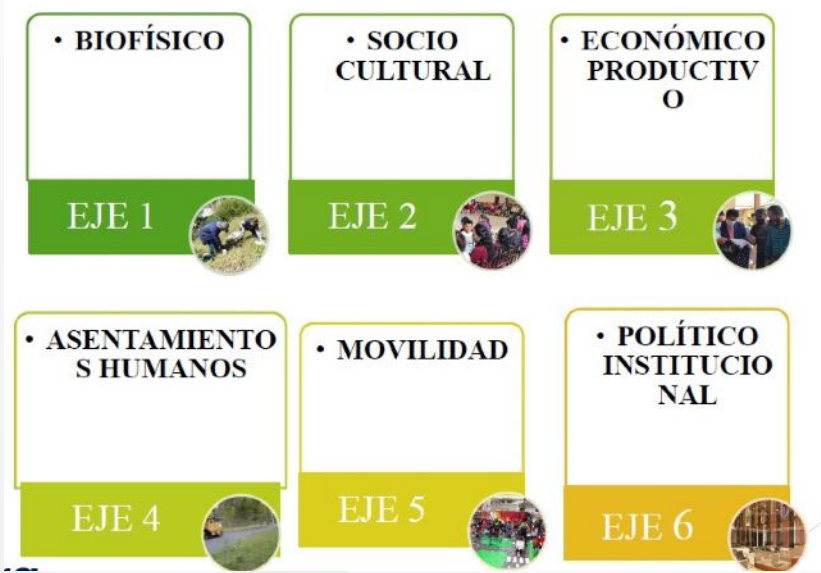 • BIOFÍSICO
• SOCIO
CULTURAL
• ECONÓMICO
PRODUCTIV
O
EJE 1
EJE 2
EJE 3
• ASENTAMIENTO
S HUMANOS
• MOVILIDAD
• POLÍTICO
INSTITUCIO
NAL
EJE 4
EJE 5
EJE 6